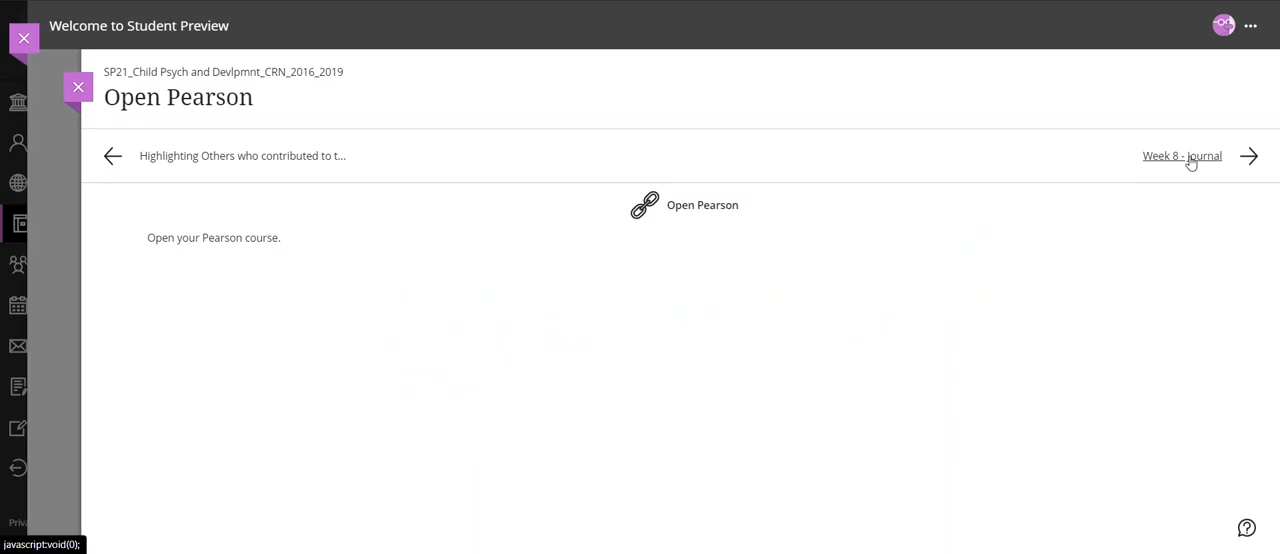 Welcome to Student Preview
SP21_Child Psych and Devlpmnt_CRN_2016_2019
Open Pearson
Highlighting Others who contributed to t...
Week 8 - Journal
Open Pearson
Open your Pearson course.
Priva
javascript:void(0);